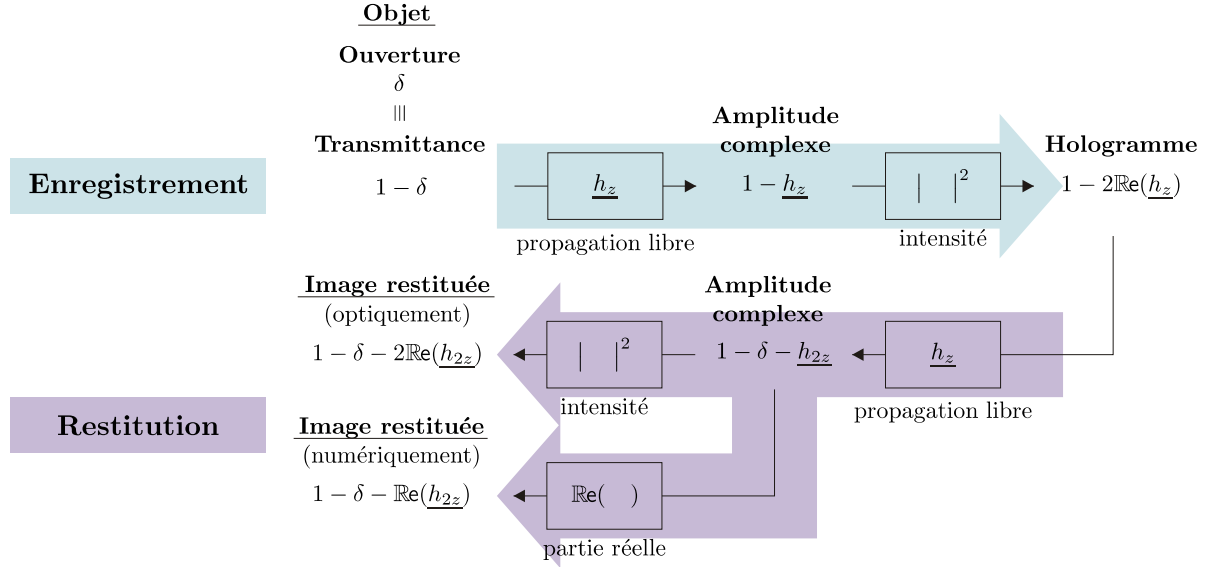 Objet
Ouverture
δ
≡
Transmittance
Enregistrement
1 − δ
h_z
propagation libre
Amplitude
complexe
1 − h_z
| |²
intensité
Hologramme
1 − 2ℝe(h_z)
Image restituée
(optiquement)
1 − δ − 2ℝe(h_2z)
| |²
intensité
Amplitude
complexe
1 − δ − h_2z
h_z
propagation libre
Restitution
Image restituée
(numériquement)
1 − δ − ℝe(h_2z)
ℝe( )
partie réelle